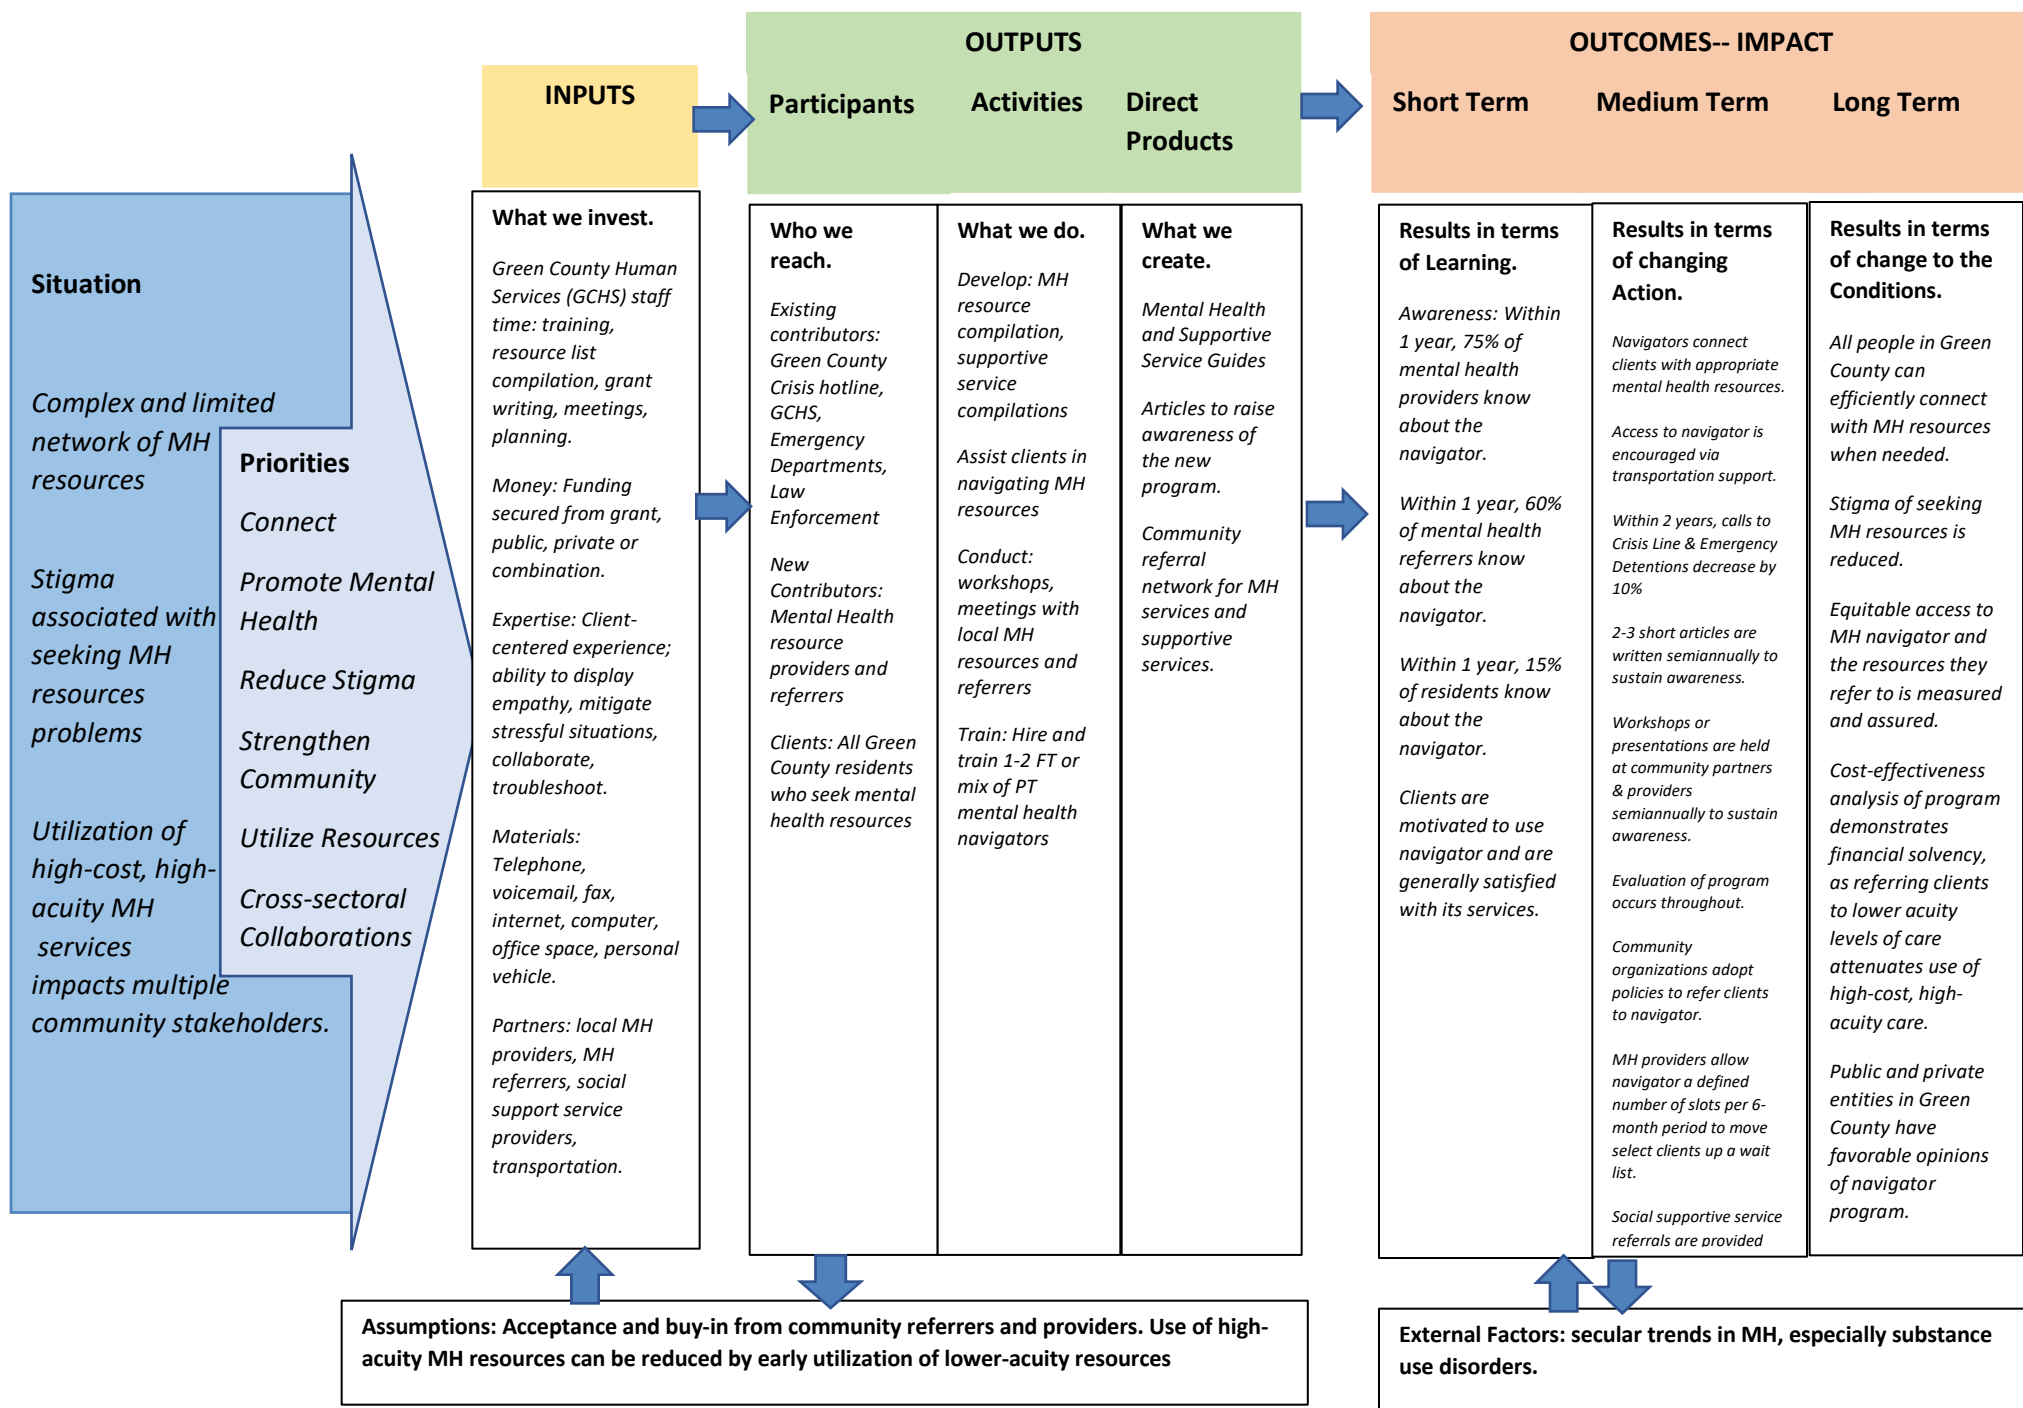 OUTPUTS
OUTCOMES-- IMPACT
INPUTS
Participants
Activities
Direct
Products
Short Term
Medium Term
Long Term
Situation
Complex and limited
network of MH
resources
Stigma
associated with
seeking MH
resources
problems
Utilization of
high-cost, high-
acuity MH
services
impacts multiple
community stakeholders.
Priorities
Connect
Promote Mental
Health
Reduce Stigma
Strengthen
Community
Utilize Resources
Cross-sectoral
Collaborations
What we invest.
Green County Human
Services (GCHS) staff
time: training,
resource list
compilation, grant
writing, meetings,
planning.
Money: Funding
secured from grant,
public, private or
combination.
Expertise: Client-
centered experience;
ability to display
empathy, mitigate
stressful situations,
collaborate,
troubleshoot.
Materials:
Telephone,
voicemail, fax,
internet, computer,
office space, personal
vehicle.
Partners: local MH
providers, MH
referrers, social
support service
providers,
transportation.
Who we
reach.
Existing
contributors:
Green County
Crisis hotline,
GCHS,
Emergency
Departments,
Law
Enforcement
New
Contributors:
Mental Health
resource
providers and
referrers
Clients: All Green
County residents
who seek mental
health resources
What we do.
Develop: MH
resource
compilation,
supportive
service
compilations
Assist clients in
navigating MH
resources
Conduct:
workshops,
meetings with
local MH
resources and
referrers
Train: Hire and
train 1-2 FT or
mix of PT
mental health
navigators
What we
create.
Mental Health
and Supportive
Service Guides
Articles to raise
awareness of
the new
program.
Community
referral
network for MH
services and
supportive
services.
Results in terms
of Learning.
Awareness: Within
1 year, 75% of
mental health
providers know
about the
navigator.
Within 1 year, 60%
of mental health
referrers know
about the
navigator.
Within 1 year, 15%
of residents know
about the
navigator.
Clients are
motivated to use
navigator and are
generally satisfied
with its services.
Results in terms
of changing
Action.
Navigators connect
clients with appropriate
mental health resources.
Access to navigator is
encouraged via
transportation support.
Within 2 years, calls to
Crisis Line & Emergency
Detentions decrease by
10%
2-3 short articles are
written semiannually to
sustain awareness.
Workshops or
presentations are held
at community partners
& providers
semiannually to sustain
awareness.
Evaluation of program
occurs throughout.
Community
organizations adopt
policies to refer clients
to navigator.
MH providers allow
navigator a defined
number of slots per 6-
month period to move
select clients up a wait
list.
Social supportive service
referrals are provided
Results in terms
of change to the
Conditions.
All people in Green
County can
efficiently connect
with MH resources
when needed.
Stigma of seeking
MH resources is
reduced.
Equitable access to
MH navigator and
the resources they
refer to is measured
and assured.
Cost-effectiveness
analysis of program
demonstrates
financial solvency,
as referring clients
to lower acuity
levels of care
attenuates use of
high-cost, high-
acuity care.
Public and private
entities in Green
County have
favorable opinions
of navigator
program.
Assumptions: Acceptance and buy-in from community referrers and providers. Use of high-
acuity MH resources can be reduced by early utilization of lower-acuity resources
External Factors: secular trends in MH, especially substance
use disorders.